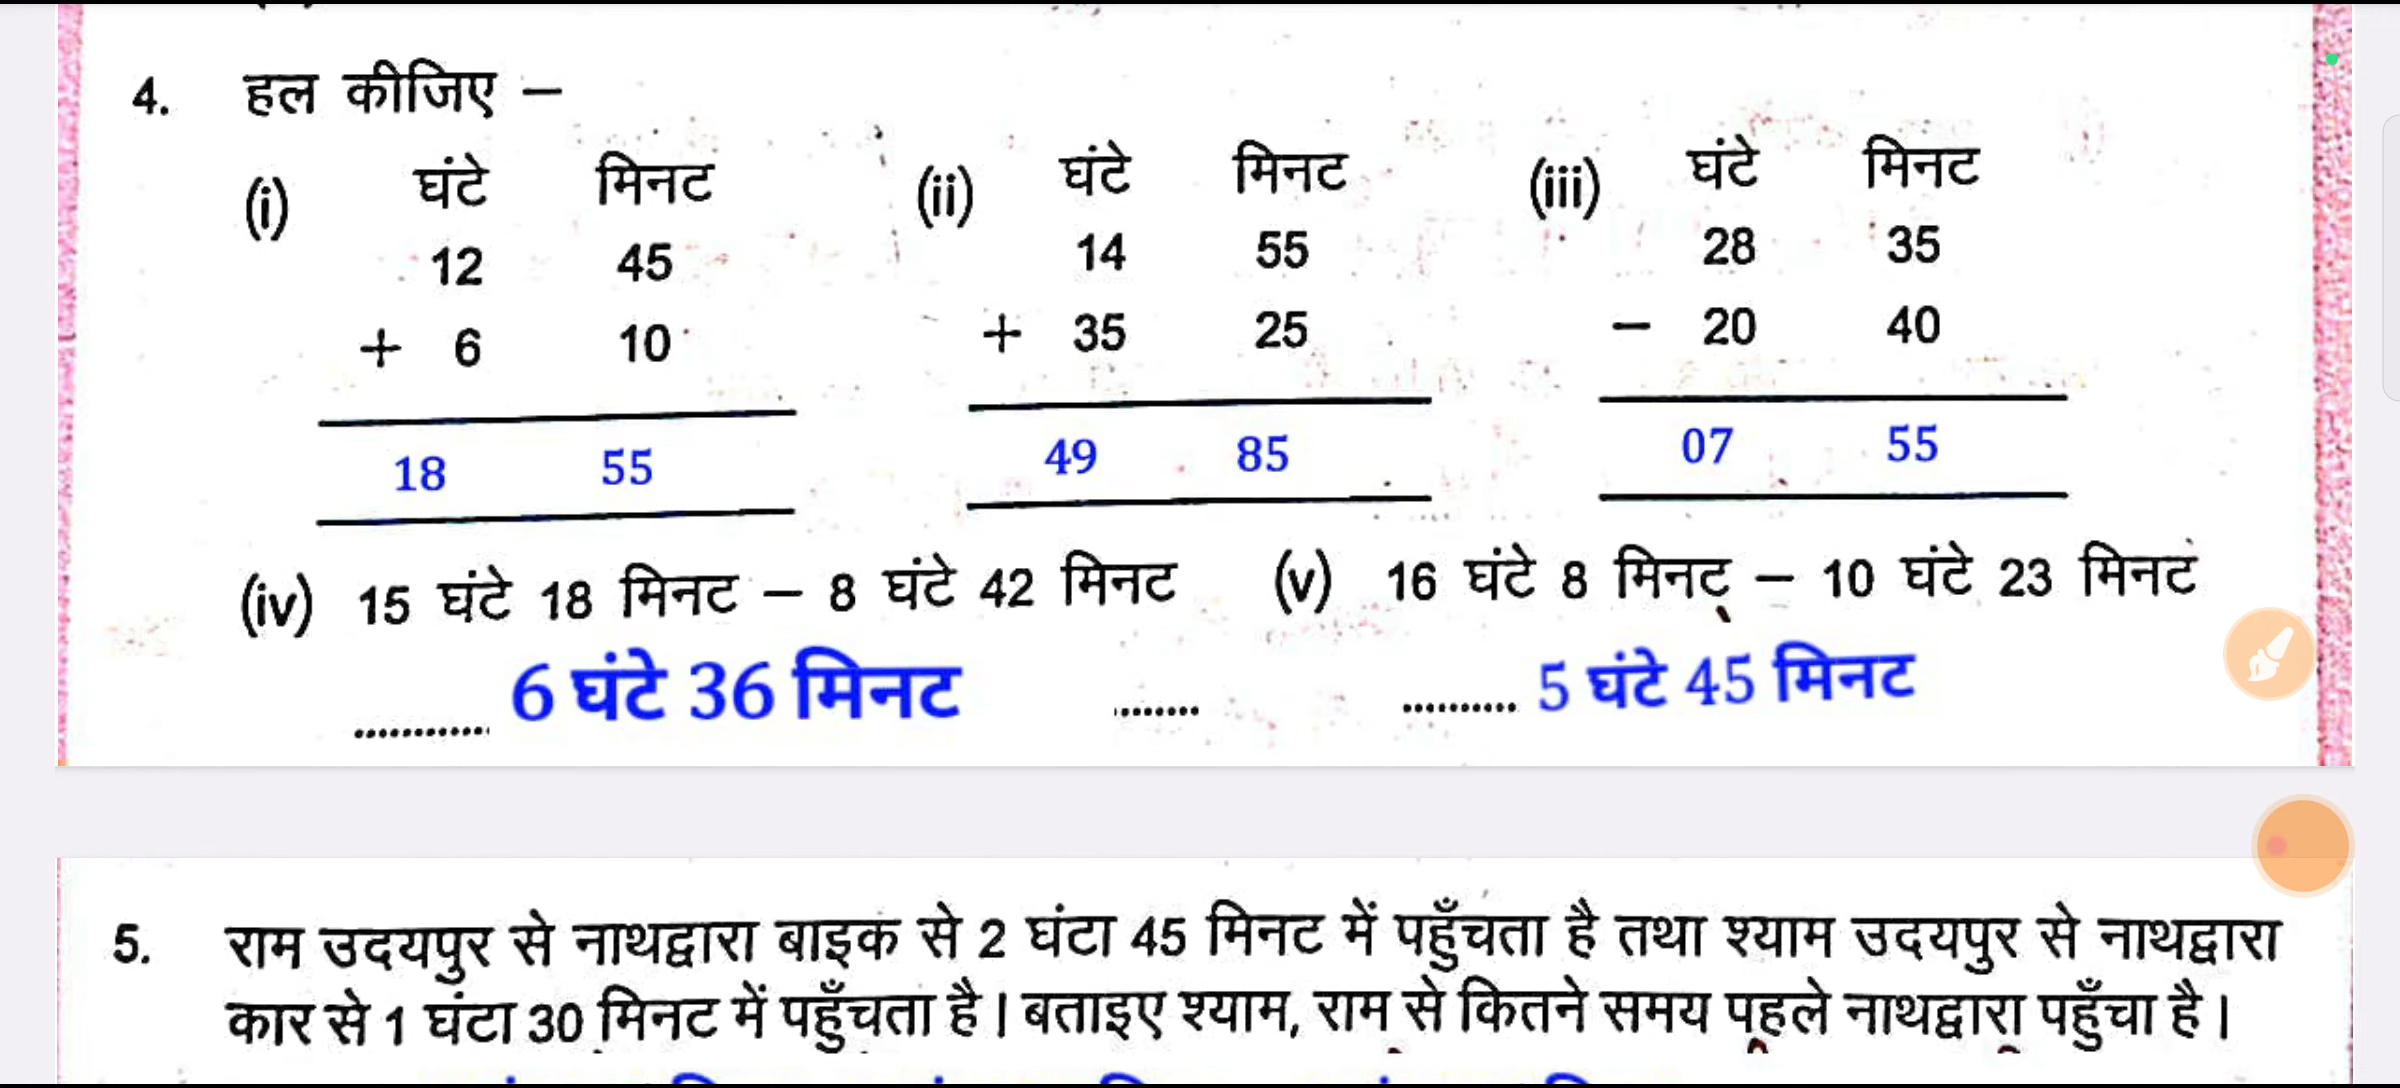 4. हल कीजिए –
(i) घंटे मिनट (ii) घंटे मिनट (iii) घंटे मिनट
12 45 14 55 28 35
+ 6 10 + 35 25 – 20 40
18 55 49 85 07 55
(iv) 15 घंटे 18 मिनट – 8 घंटे 42 मिनट (v) 16 घंटे 8 मिनट – 10 घंटे 23 मिनट
............ 6 घंटे 36 मिनट ........ ........... 5 घंटे 45 मिनट
5. राम उदयपुर से नाथद्वारा बाइक से 2 घंटा 45 मिनट में पहुँचता है तथा श्याम उदयपुर से नाथद्वारा
कार से 1 घंटा 30 मिनट में पहुँचता है। बताइए श्याम, राम से कितने समय पहले नाथद्वारा पहुँचा है।